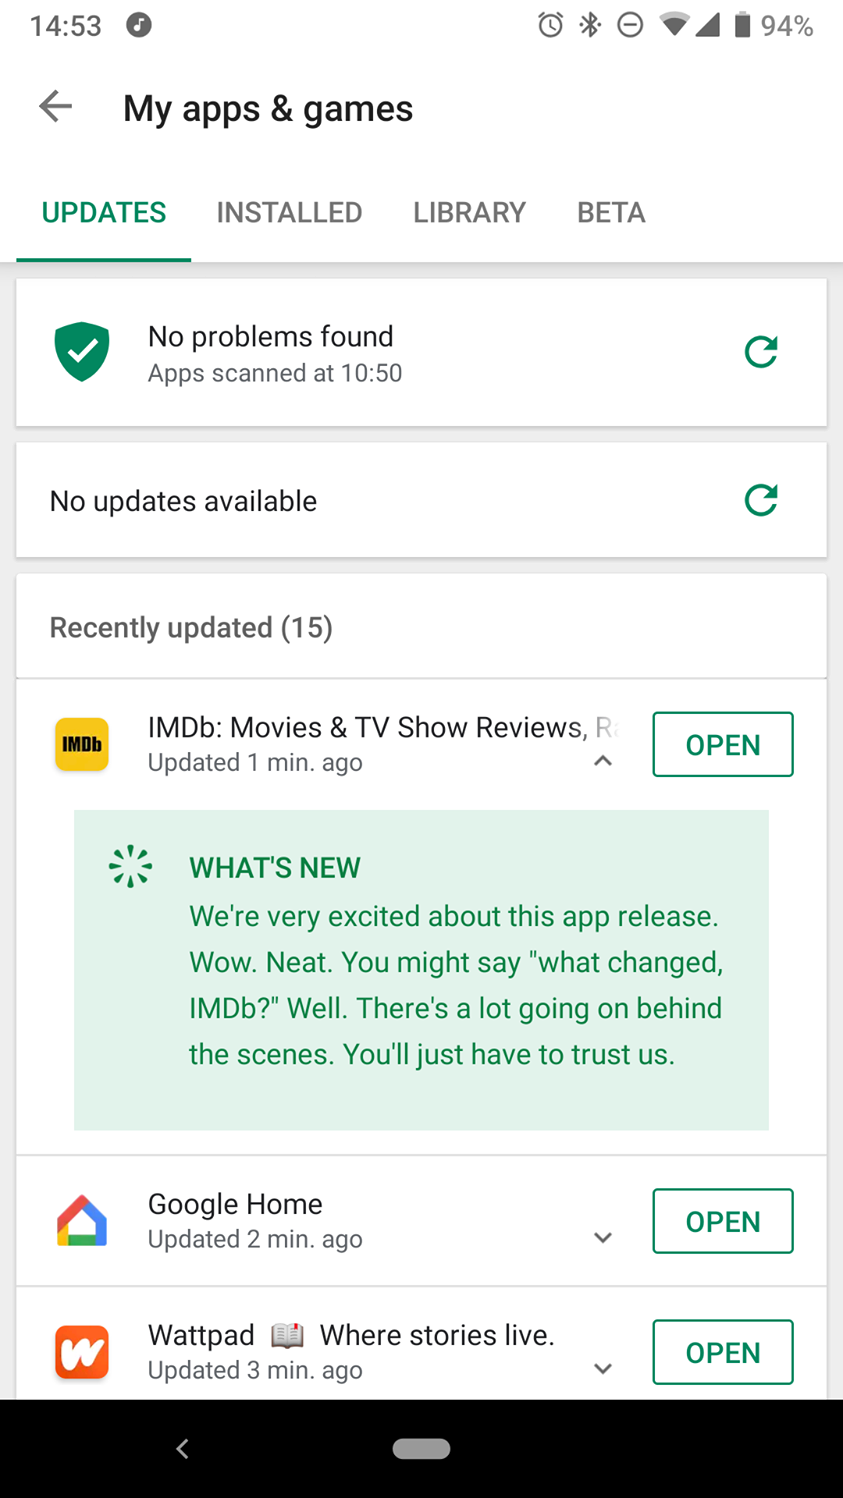 14:53 94%
My apps & games
UPDATES INSTALLED LIBRARY BETA
No problems found
Apps scanned at 10:50
No updates available
Recently updated (15)
IMDb
IMDb: Movies & TV Show Reviews,
Updated 1 min. ago
OPEN
WHAT'S NEW
We're very excited about this app release.
Wow. Neat. You might say "what changed,
IMDb?" Well. There's a lot going on behind
the scenes. You'll just have to trust us.
Google Home
Updated 2 min. ago
OPEN
Wattpad 📖 Where stories live.
Updated 3 min. ago
OPEN